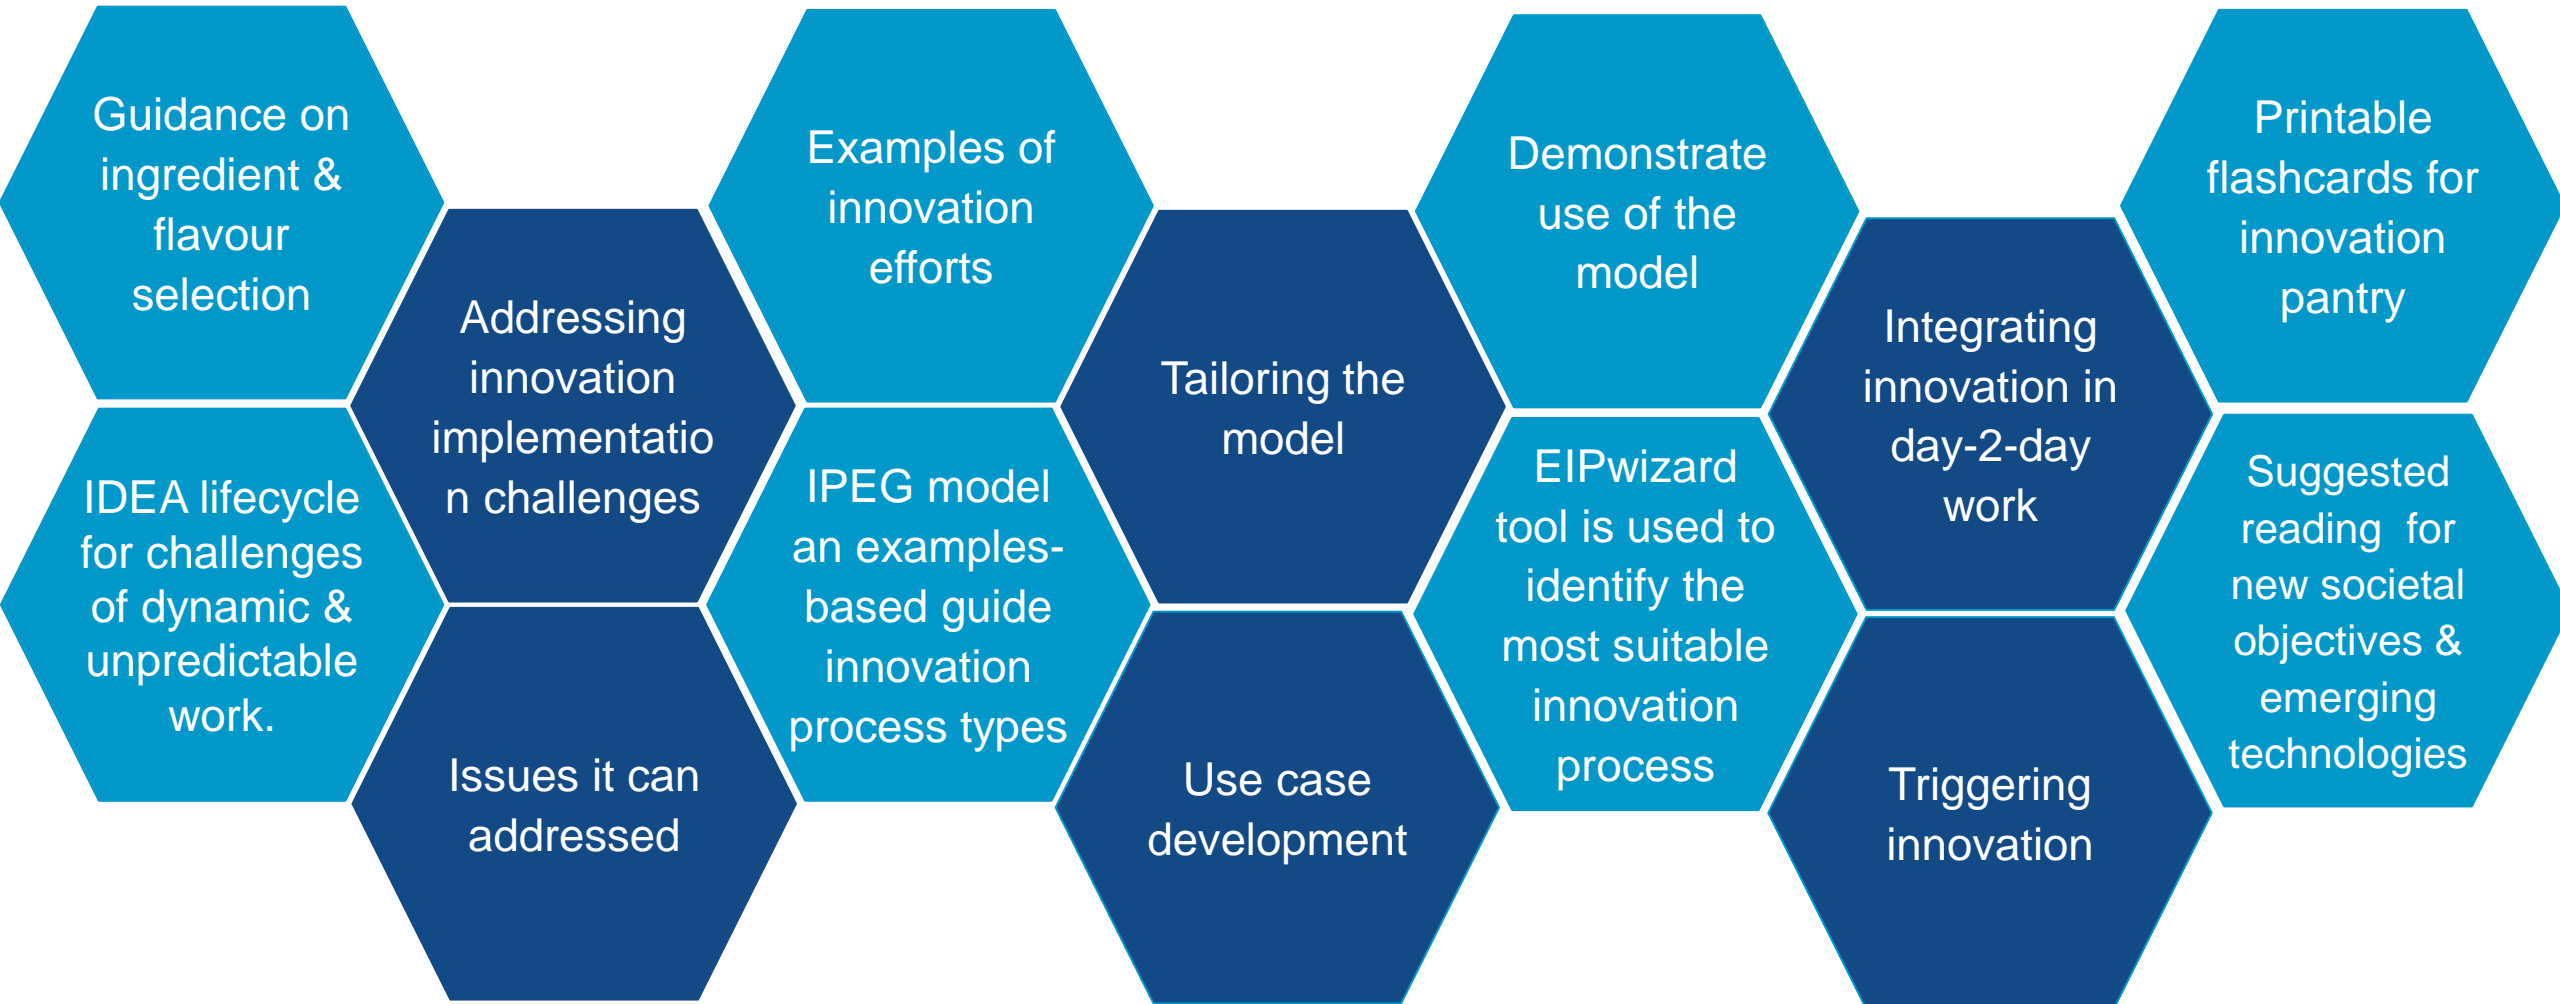 Guidance on
ingredient &
flavour
selection
IDEA lifecycle
for challenges
of dynamic &
unpredictable
work.
Addressing
innovation
implementatio
n challenges
Issues it can
addressed
Examples of
innovation
efforts
IPEG model
an examples-
based guide
innovation
process types
Tailoring the
model
Use case
development
Demonstrate
use of the
model
EIPwizard
tool is used to
identify the
most suitable
innovation
process
Integrating
innovation in
day-2-day
work
Triggering
innovation
Printable
flashcards for
innovation
pantry
Suggested
reading  for
new societal
objectives &
emerging
technologies